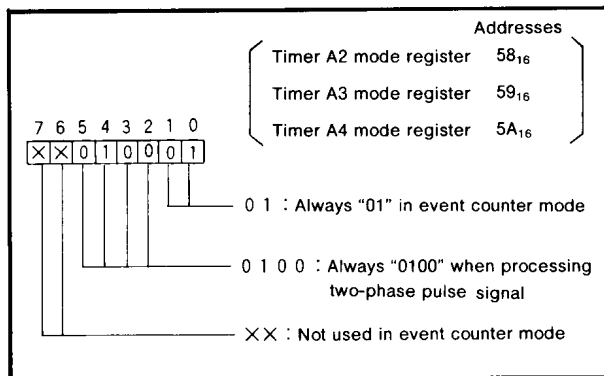 Addresses
Timer A2 mode register 58₁₆
Timer A3 mode register 59₁₆
Timer A4 mode register 5A₁₆
7 6 5 4 3 2 1 0
× × 0 1 0 0 0 1
0 1 : Always "01" in event counter mode
0 1 0 0 : Always "0100" when processing
two-phase pulse signal
×× : Not used in event counter mode